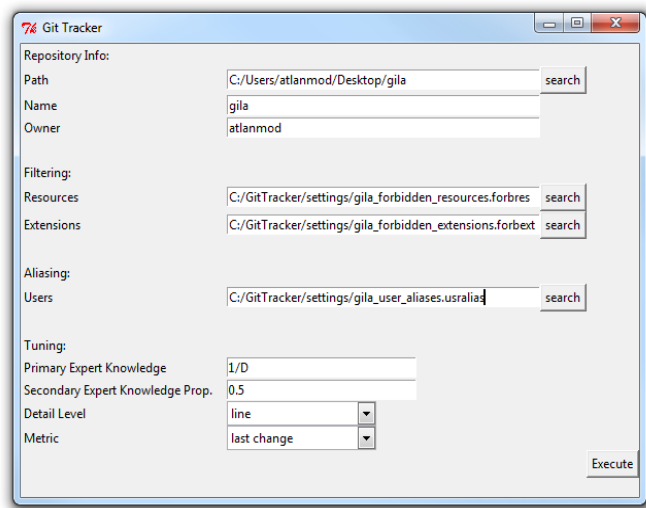 Git Tracker
Repository Info:
Path C:/Users/atlanmod/Desktop/gila search
Name gila
Owner atlanmod
Filtering:
Resources C:/GitTracker/settings/gila_forbidden_resources.forbres search
Extensions C:/GitTracker/settings/gila_forbidden_extensions.forbext search
Aliasing:
Users C:/GitTracker/settings/gila_user_aliases.usralias search
Tuning:
Primary Expert Knowledge 1/D
Secondary Expert Knowledge Prop. 0.5
Detail Level line
Metric last change
Execute